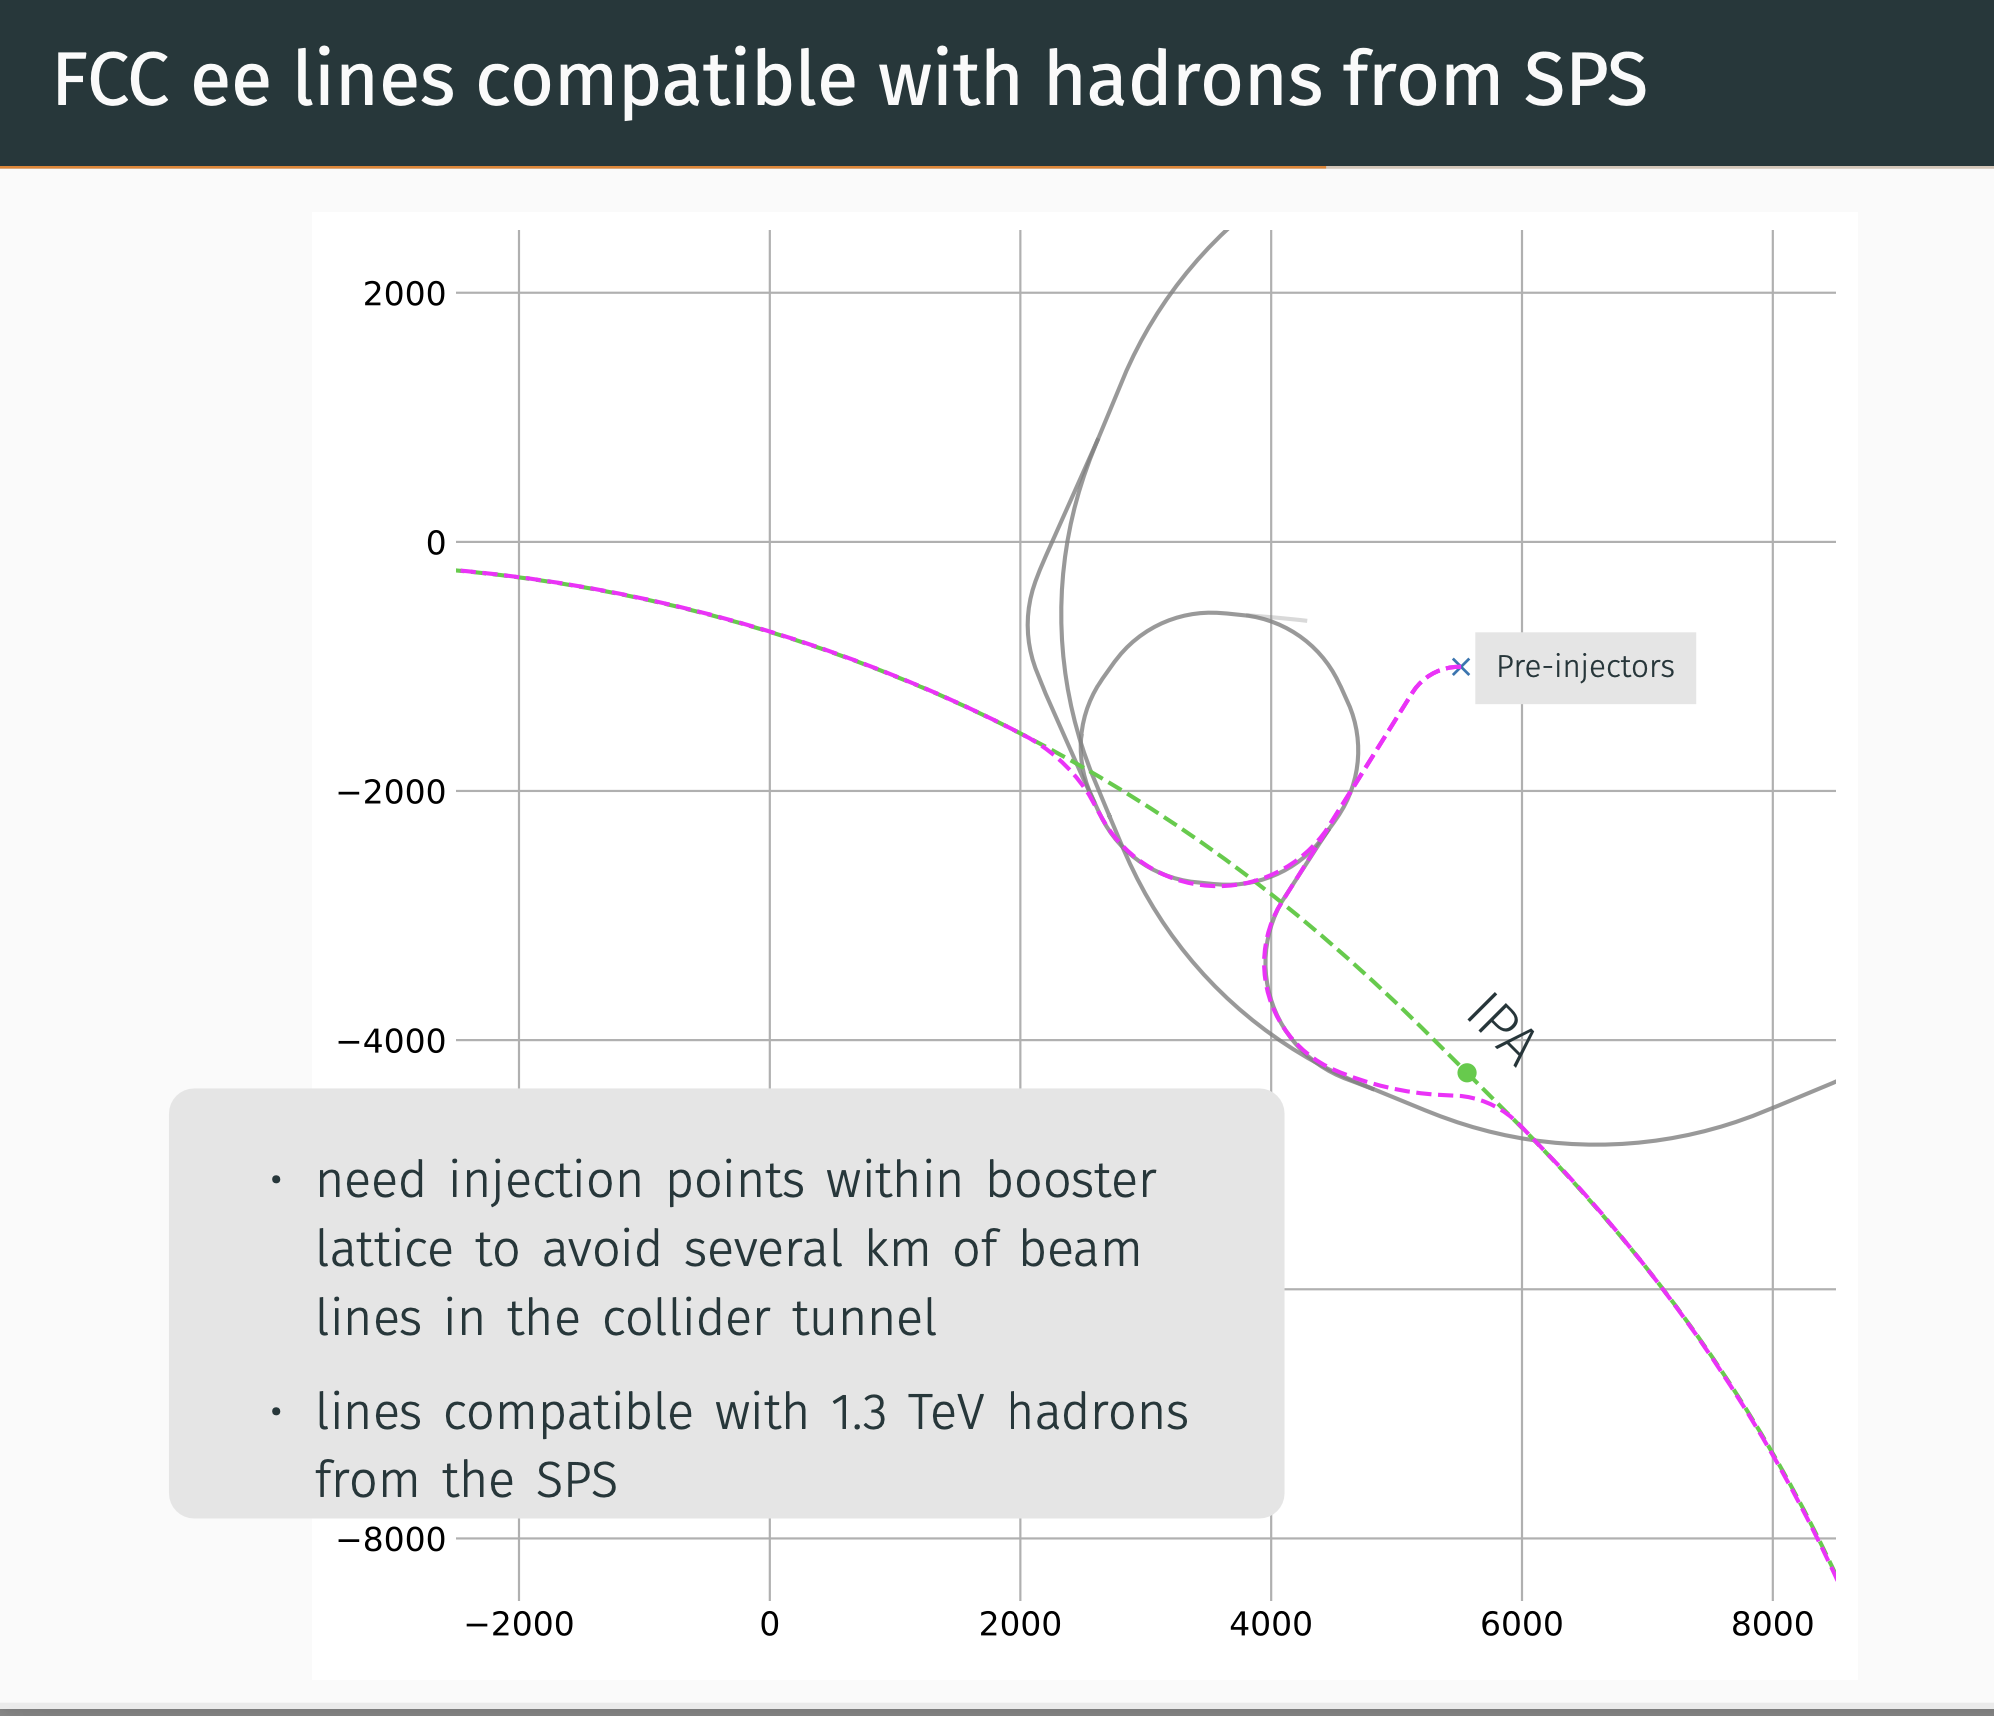 FCC ee lines compatible with hadrons from SPS
2000
0
−2000
−4000
−8000
Pre-injectors
IPA
• need injection points within booster
lattice to avoid several km of beam
lines in the collider tunnel
• lines compatible with 1.3 TeV hadrons
from the SPS
−2000 0 2000 4000 6000 8000